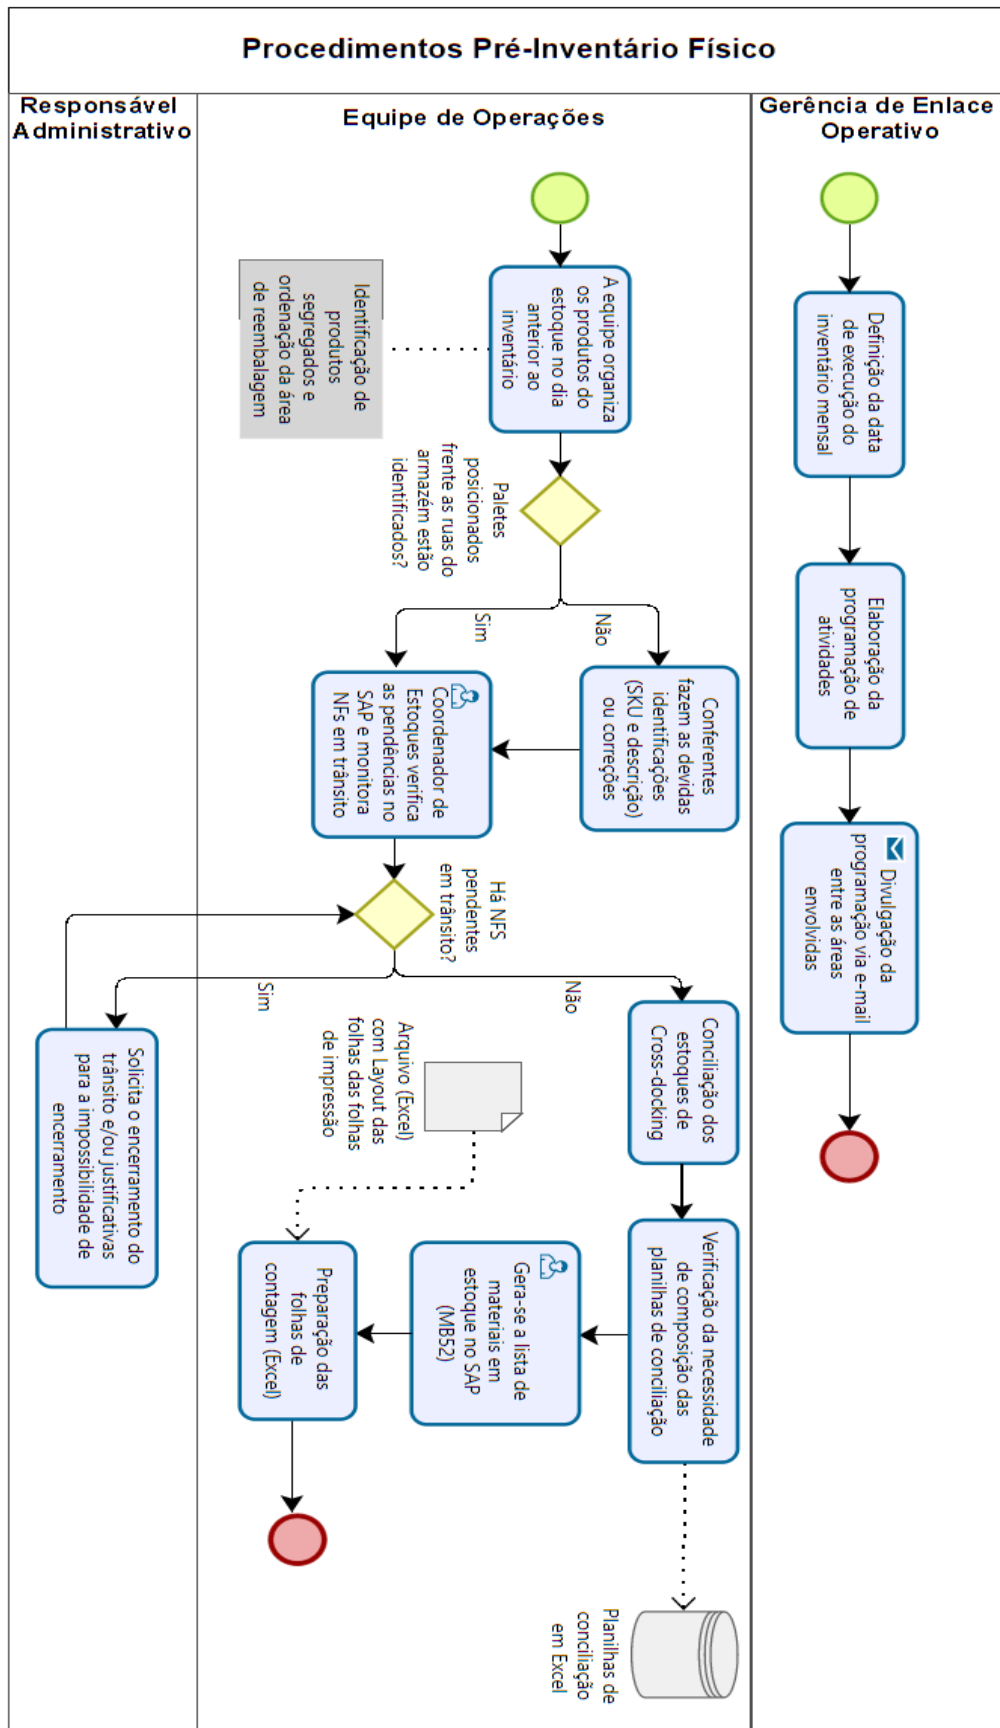 Procedimentos Pré-Inventário Físico
Responsável
Administrativo
Equipe de Operações
Gerência de Enlace
Operativo
Definição da data
de execução do
inventário mensal
Elaboração da
programação de
atividades
Divulgação da
programação via e-mail
entre as áreas
envolvidas
A equipe organiza
os produtos do
estoque no dia
anterior ao
inventário
Identificação de
produtos
segregados e
ordenação da área
de reembalagem
Paletes
posicionados
frente as ruas do
armazém estão
identificados?
Não
Sim
Conferentes
fazem as devidas
identificações
(SKU e descrição)
ou correções
Coordenador de
Estoques verifica
as pendências no
SAP e monitora
NFs em trânsito
Há NFS
pendentes
em trânsito?
Não
Sim
Conciliação dos
estoques de
Cross-docking
Verificação da necessidade
de composição das
planilhas de conciliação
Planilhas de
conciliação
em Excel
Gera-se a lista de
materiais em
estoque no SAP
(MB52)
Arquivo (Excel)
com Layout das
folhas das folhas
de impressão
Preparação das
folhas de
contagem (Excel)
Solicita o encerramento do
trânsito e/ou justificativas
para a impossibilidade de
encerramento